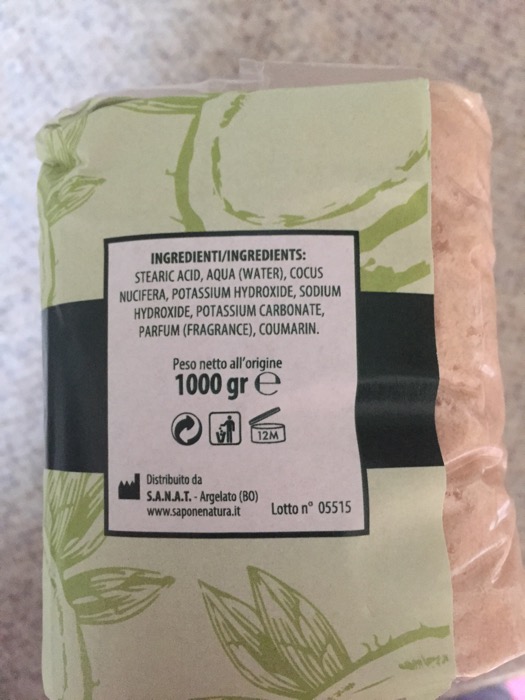 INGREDIENTI/INGREDIENTS:
STEARIC ACID, AQUA (WATER), COCUS
NUCIFERA, POTASSIUM HYDROXIDE, SODIUM
HYDROXIDE, POTASSIUM CARBONATE,
PARFUM (FRAGRANCE), COUMARIN.
Peso netto all'origine
1000 gr ℮
12M
Distribuito da
S.A.N.A.T. - Argelato (BO)
www.saponenatura.it
Lotto n° 05515